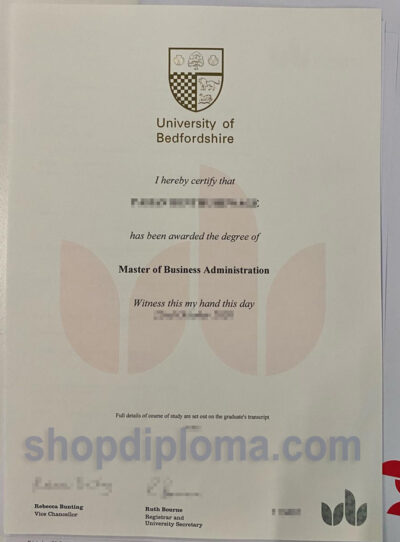 University of
Bedfordshire
I hereby certify that
has been awarded the degree of
Master of Business Administration
Witness this my hand this day
Full details of course of study are set out on the graduate's transcript
shopdiploma.com
Rebecca Bunting
Vice Chancellor
Ruth Bourne
Registrar and
University Secretary